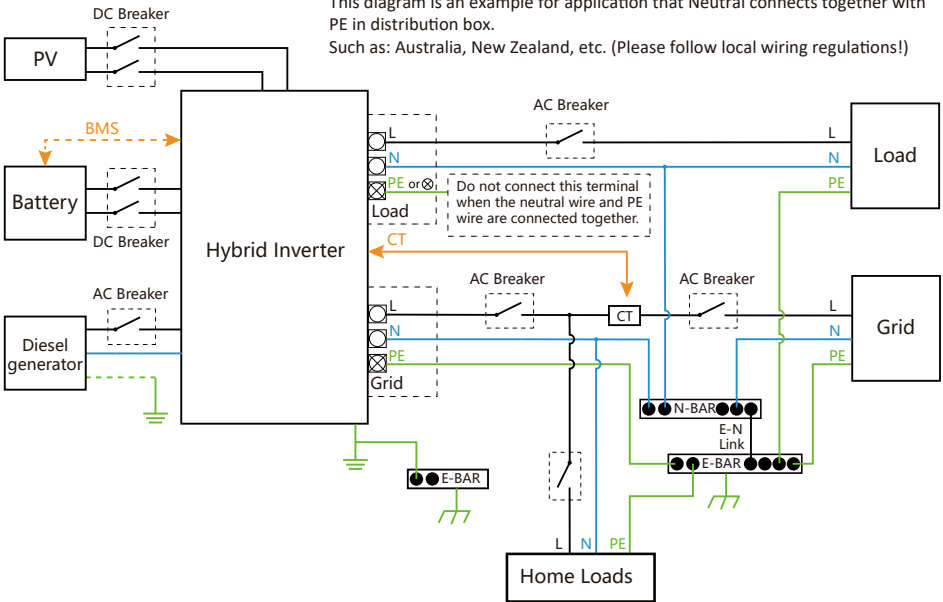 This diagram is an example for application that Neutral connects together with
PE in distribution box.
Such as: Australia, New Zealand, etc. (Please follow local wiring regulations!)
DC Breaker
PV
BMS
Battery
DC Breaker
AC Breaker
Diesel
generator
Hybrid Inverter
L
N
PE or
Load
Do not connect this terminal
when the neutral wire and PE
wire are connected together.
AC Breaker
L
N
PE
Load
CT
AC Breaker
CT
AC Breaker
L
N
PE
Grid
L
N
PE
Grid
N-BAR
E-N
Link
E-BAR
E-BAR
L
N
PE
Home Loads